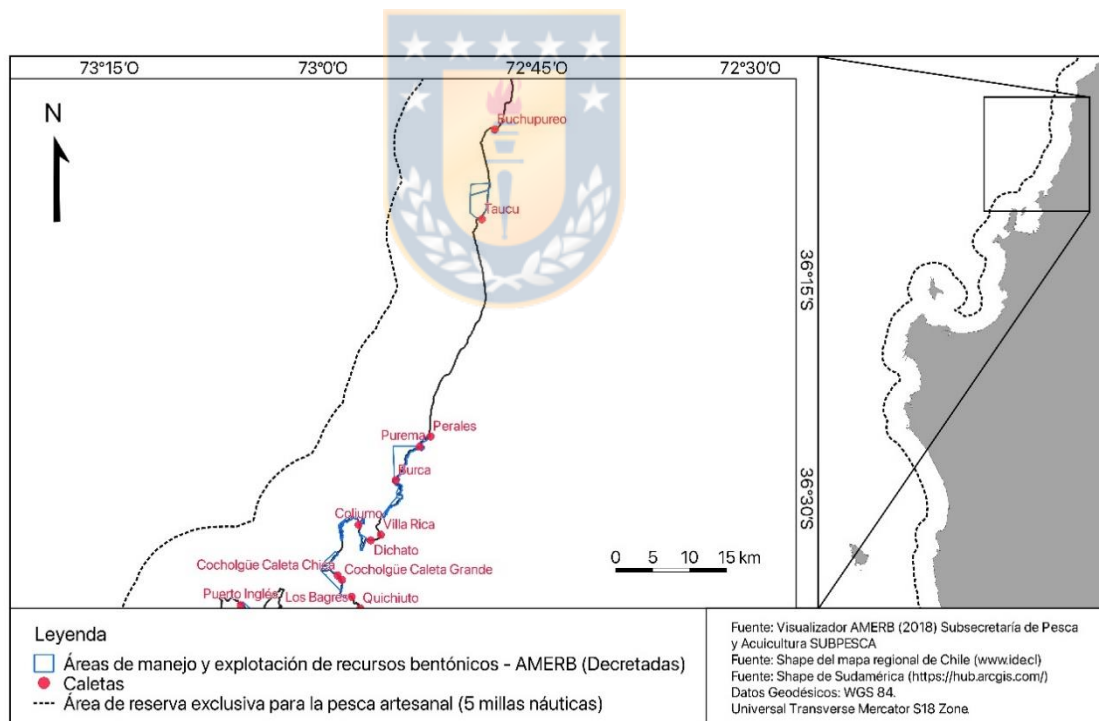 73°15'O
73°0'O
72°45'O
72°30'O
N
Buchupureo
Taucu
36°15'S
Perales
Purema
Burca
36°30'S
Coliumo
Villa Rica
Dichato
Cocholgüe Caleta Chica
Cocholgüe Caleta Grande
Puerto Inglés
Los Bagres
Quichiuto
0 5 10 15 km
Leyenda
Áreas de manejo y explotación de recursos bentónicos - AMERB (Decretadas)
Caletas
Área de reserva exclusiva para la pesca artesanal (5 millas náuticas)
Fuente: Visualizador AMERB (2018) Subsecretaría de Pesca
y Acuicultura SUBPESCA
Fuente: Shape del mapa regional de Chile (www.ide.cl)
Fuente: Shape de Sudamérica (https://hub.arcgis.com/)
Datos Geodésicos: WGS 84.
Universal Transverse Mercator S18 Zone.